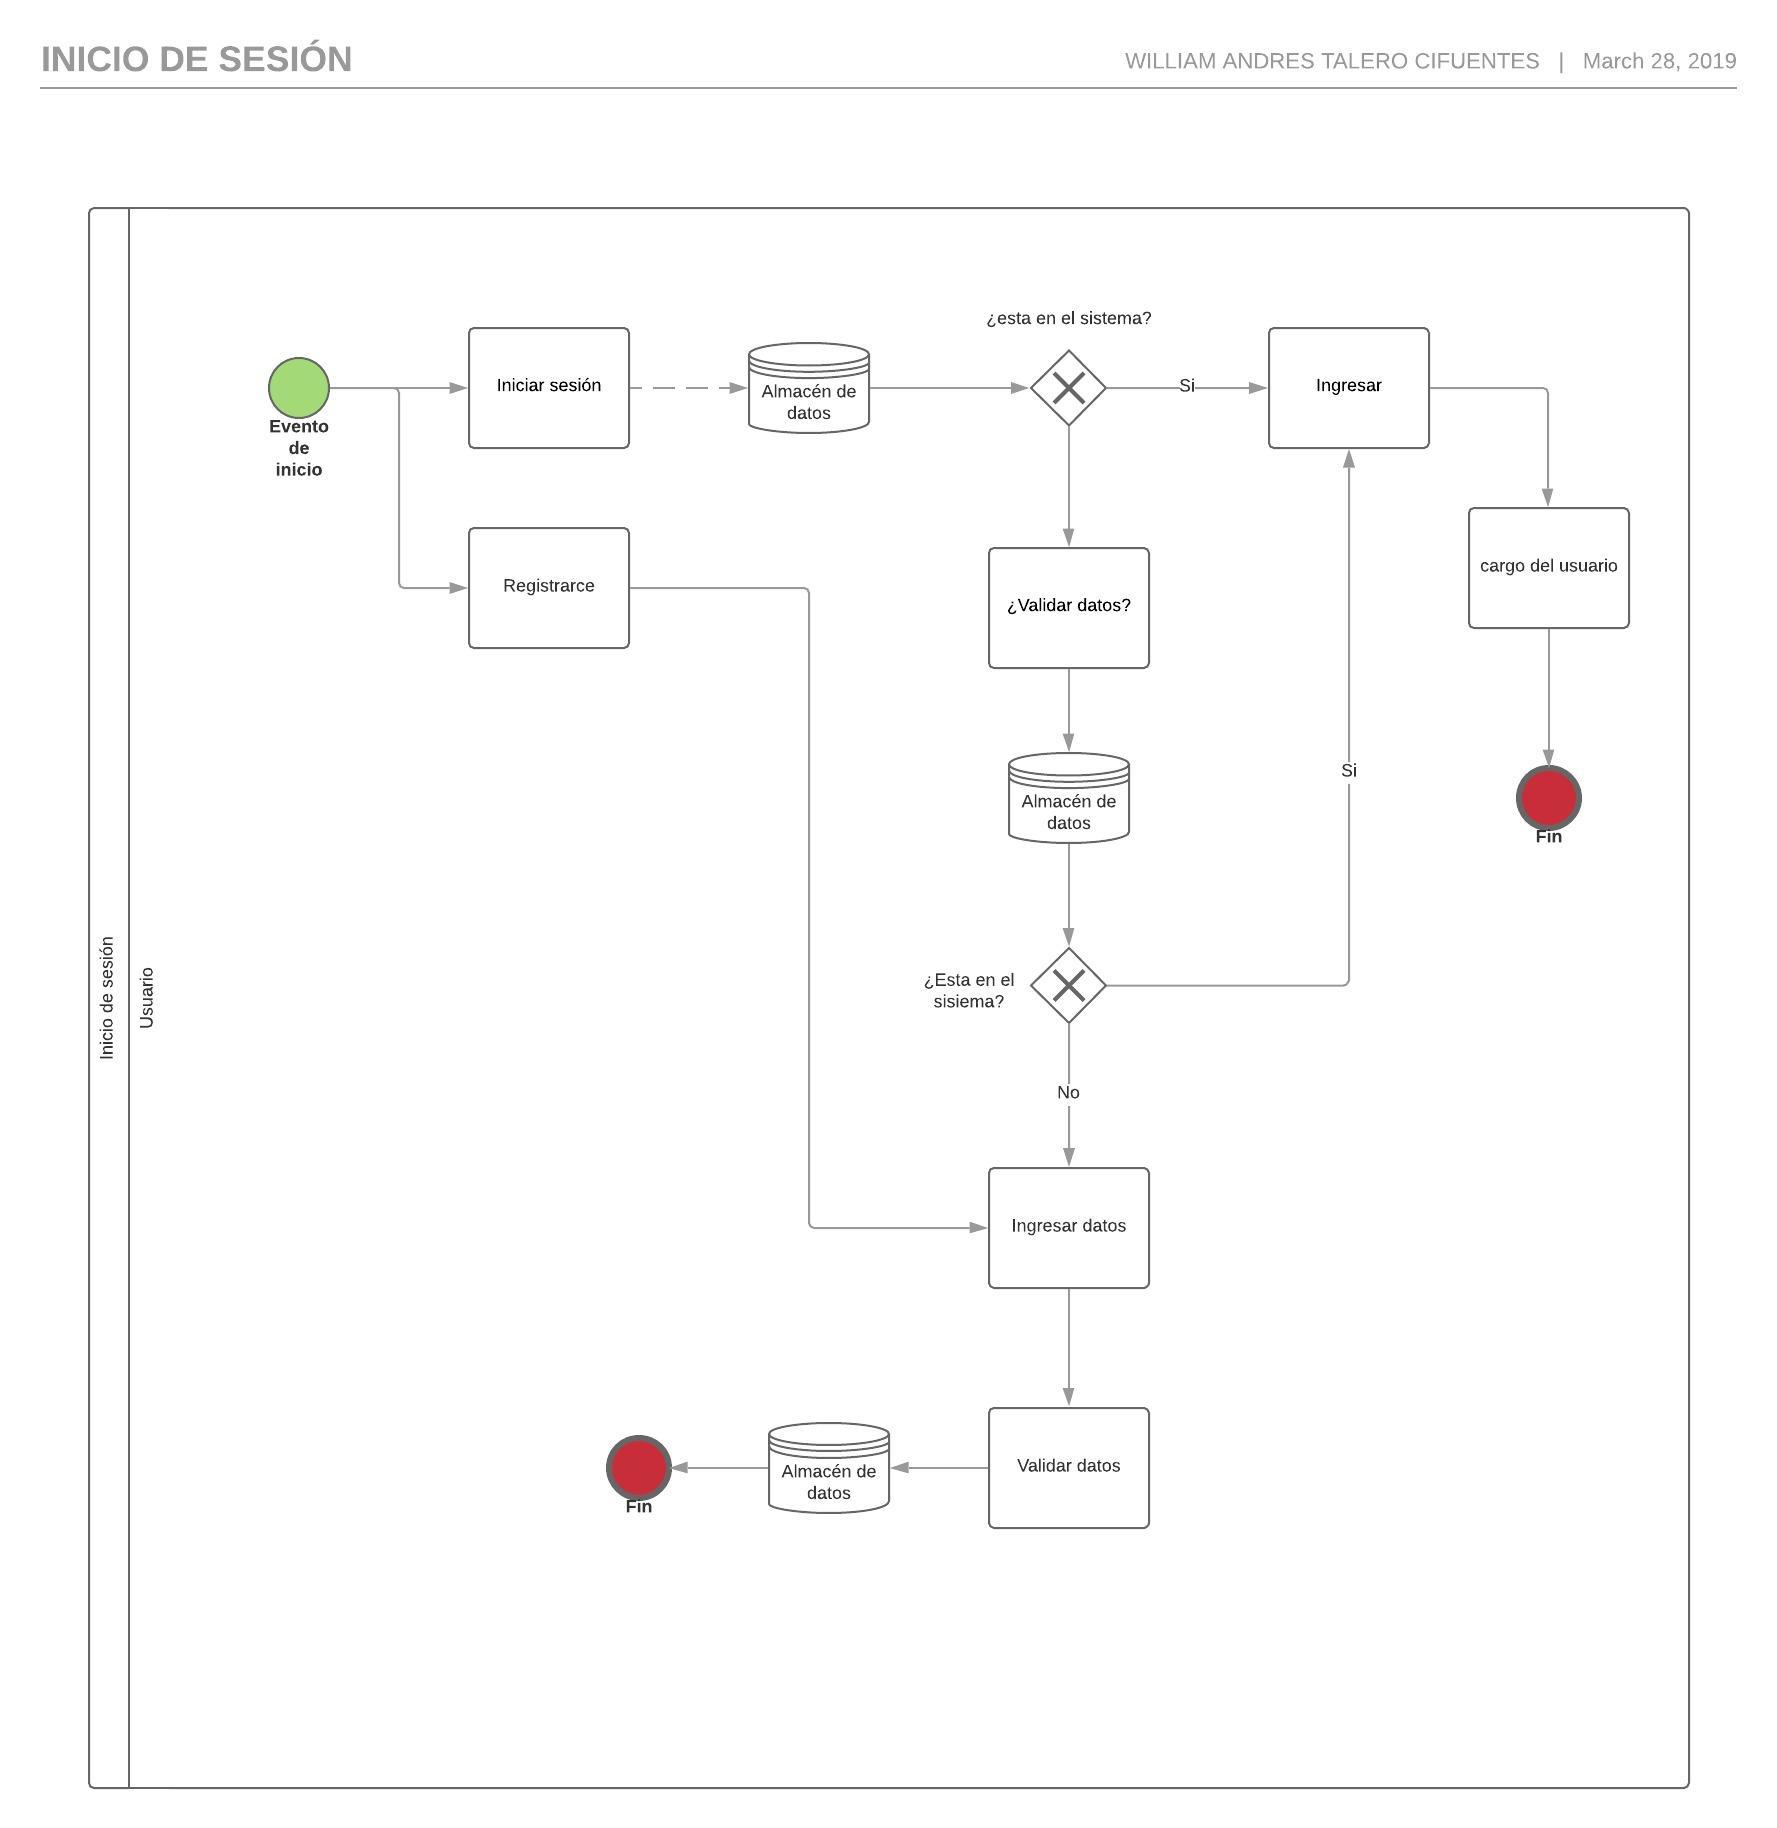 INICIO DE SESIÓN
WILLIAM ANDRES TALERO CIFUENTES | March 28, 2019
Inicio de sesión
Usuario
Evento
de
inicio
Iniciar sesión
Almacén de
datos
¿esta en el sistema?
Si
Ingresar
Registrarce
¿Validar datos?
cargo del usuario
Almacén de
datos
Si
Fin
¿Esta en el
sisiema?
No
Ingresar datos
Validar datos
Almacén de
datos
Fin